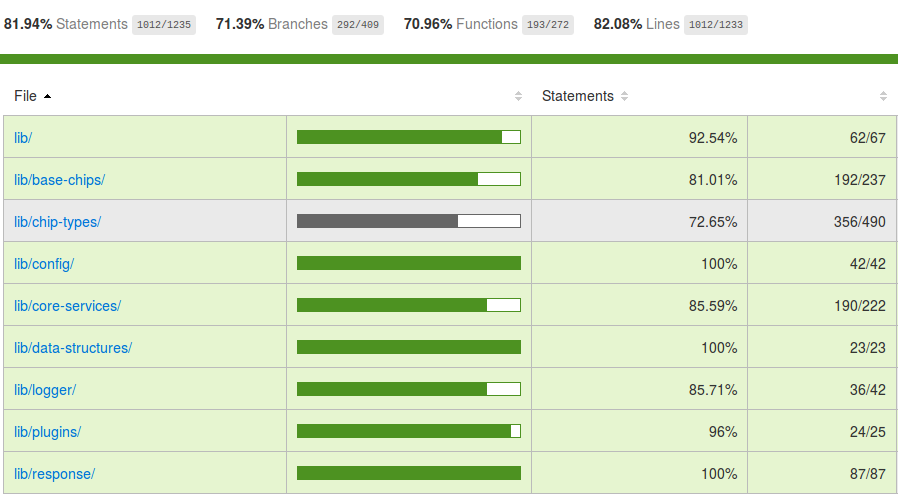 81.94% Statements 1012/1235 71.39% Branches 292/409 70.96% Functions 193/272 82.08% Lines 1012/1233
File Statements
lib/ 92.54% 62/67
lib/base-chips/ 81.01% 192/237
lib/chip-types/ 72.65% 356/490
lib/config/ 100% 42/42
lib/core-services/ 85.59% 190/222
lib/data-structures/ 100% 23/23
lib/logger/ 85.71% 36/42
lib/plugins/ 96% 24/25
lib/response/ 100% 87/87